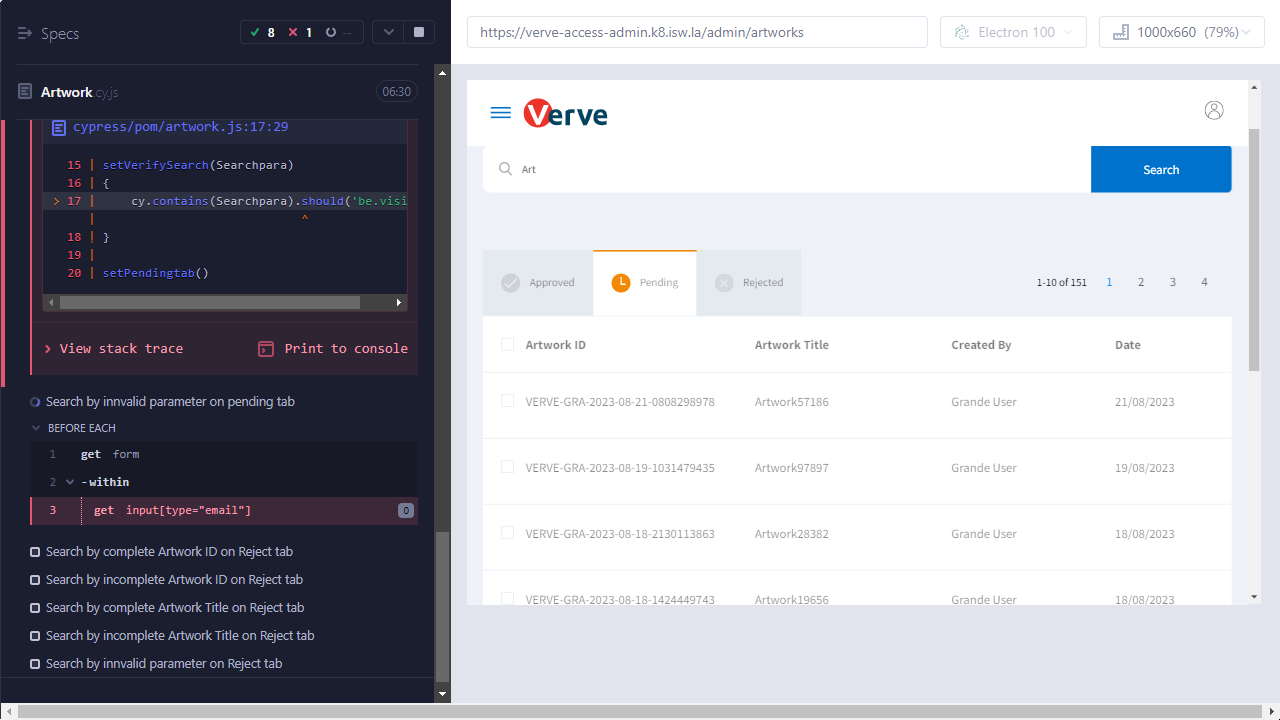 Specs
8
1
--
Artwork cy.js
06:30
cypress/pom/artwork.js:17:29
15 | setVerifySearch(Searchpara)
16 | {
> 17 |     cy.contains(Searchpara).should('be.visi
|                             ^
18 | }
19 |
20 | setPendingtab()
View stack trace
Print to console
Search by innvalid parameter on pending tab
BEFORE EACH
1 get form
2 -within
3 get input[type="email"] 0
Search by complete Artwork ID on Reject tab
Search by incomplete Artwork ID on Reject tab
Search by complete Artwork Title on Reject tab
Search by incomplete Artwork Title on Reject tab
Search by innvalid parameter on Reject tab
https://verve-access-admin.k8.isw.la/admin/artworks
Electron 100
1000x660 (79%)
Verve
Art
Search
Approved
Pending
Rejected
1-10 of 151 1 2 3 4
Artwork ID Artwork Title Created By Date
VERVE-GRA-2023-08-21-0808298978 Artwork57186 Grande User 21/08/2023
VERVE-GRA-2023-08-19-1031479435 Artwork97897 Grande User 19/08/2023
VERVE-GRA-2023-08-18-2130113863 Artwork28382 Grande User 18/08/2023
VERVE-GRA-2023-08-18-1424449743 Artwork19656 Grande User 18/08/2023